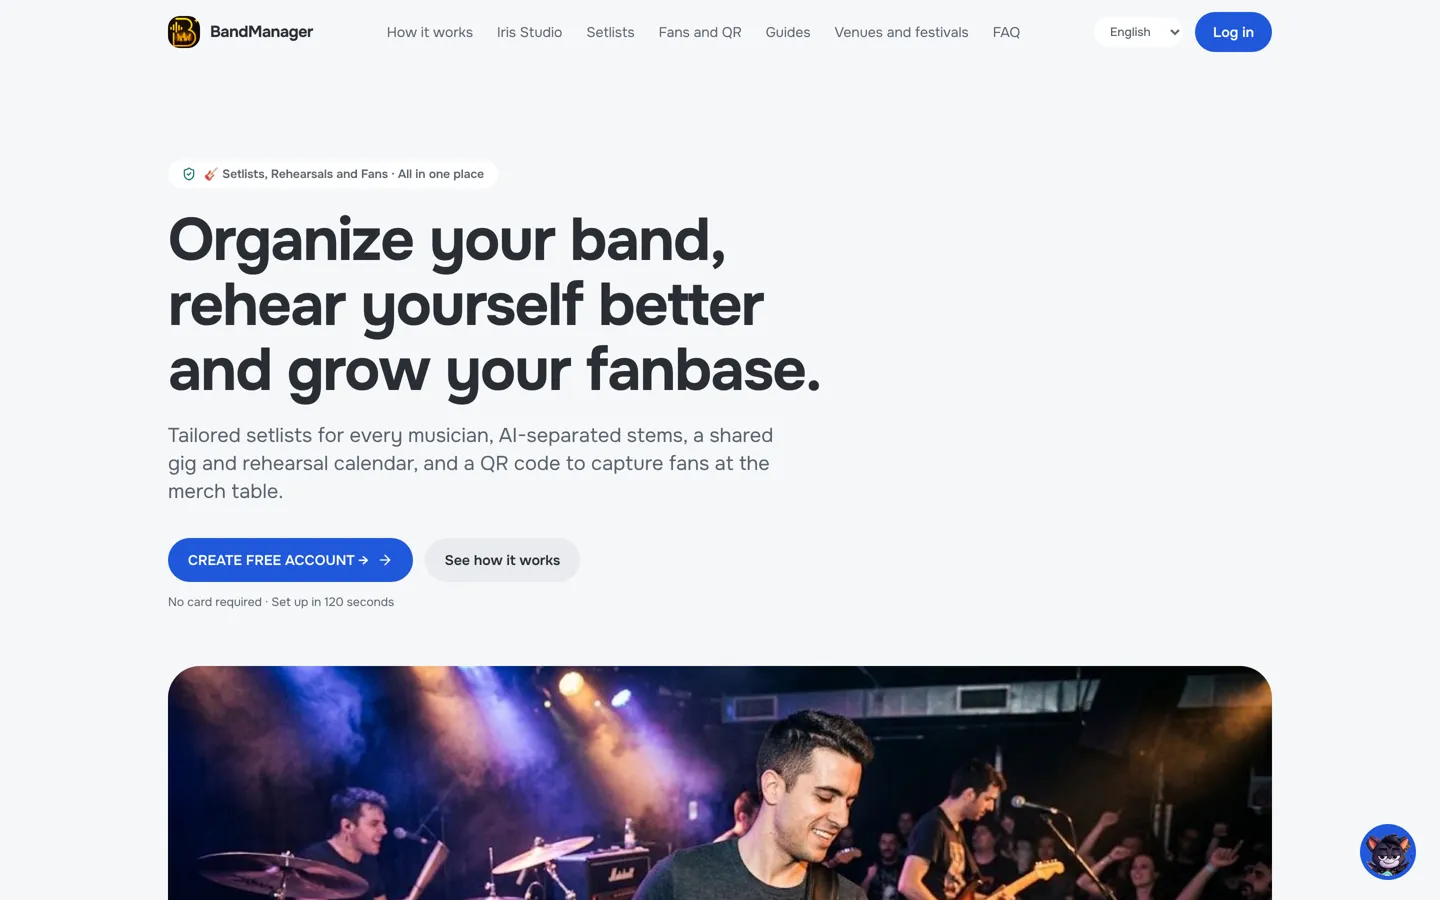 BandManager
How it works
Iris Studio
Setlists
Fans and QR
Guides
Venues and festivals
FAQ
English
Log in
🎸 Setlists, Rehearsals and Fans · All in one place
Organize your band,
rehear yourself better
and grow your fanbase.
Tailored setlists for every musician, AI-separated stems, a shared
gig and rehearsal calendar, and a QR code to capture fans at the
merch table.
CREATE FREE ACCOUNT → →
See how it works
No card required · Set up in 120 seconds
Marshall